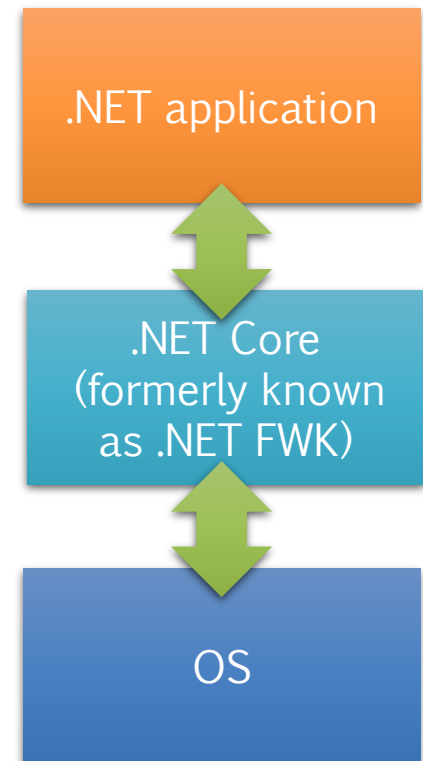 .NET application
.NET Core
(formerly known
as .NET FWK)
OS